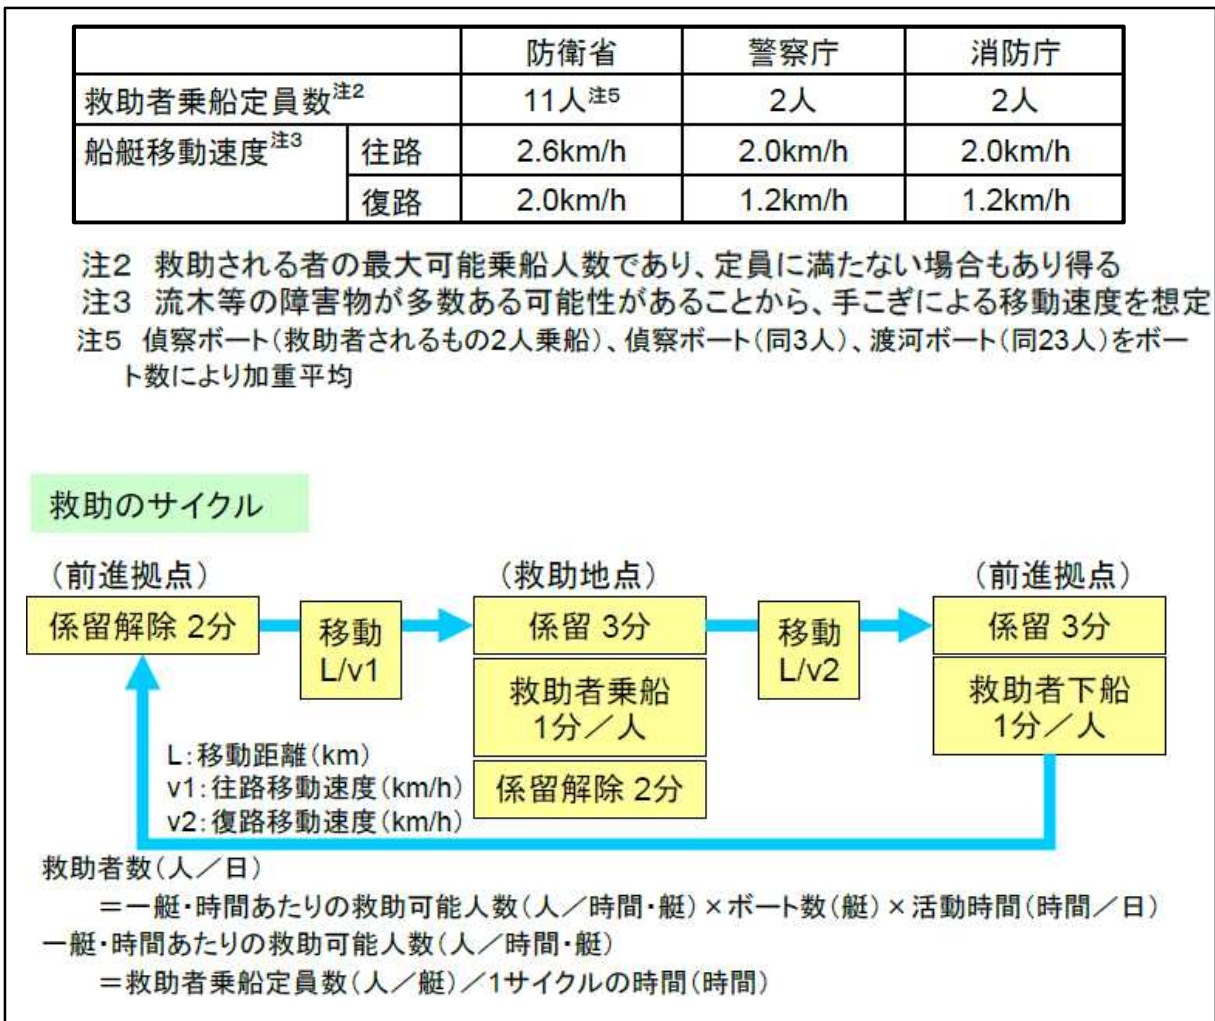 防衛省 警察庁 消防庁
救助者乗船定員数注2 11人注5 2人 2人
船艇移動速度注3 往路 2.6km/h 2.0km/h 2.0km/h
復路 2.0km/h 1.2km/h 1.2km/h
注2 救助される者の最大可能乗船人数であり、定員に満たない場合もあり得る
注3 流木等の障害物が多数ある可能性があることから、手こぎによる移動速度を想定
注5 偵察ボート(救助者されるもの2人乗船)、偵察ボート(同3人)、渡河ボート(同23人)をボー
ト数により加重平均
救助のサイクル
(前進拠点)
係留解除 2分
移動
L/v1
(救助地点)
係留 3分
救助者乗船
1分/人
係留解除 2分
移動
L/v2
(前進拠点)
係留 3分
救助者下船
1分/人
L:移動距離(km)
v1:往路移動速度(km/h)
v2:復路移動速度(km/h)
救助者数(人/日)
=一艇・時間あたりの救助可能人数(人/時間・艇)×ボート数(艇)×活動時間(時間/日)
一艇・時間あたりの救助可能人数(人/時間・艇)
=救助者乗船定員数(人/艇)/1サイクルの時間(時間)